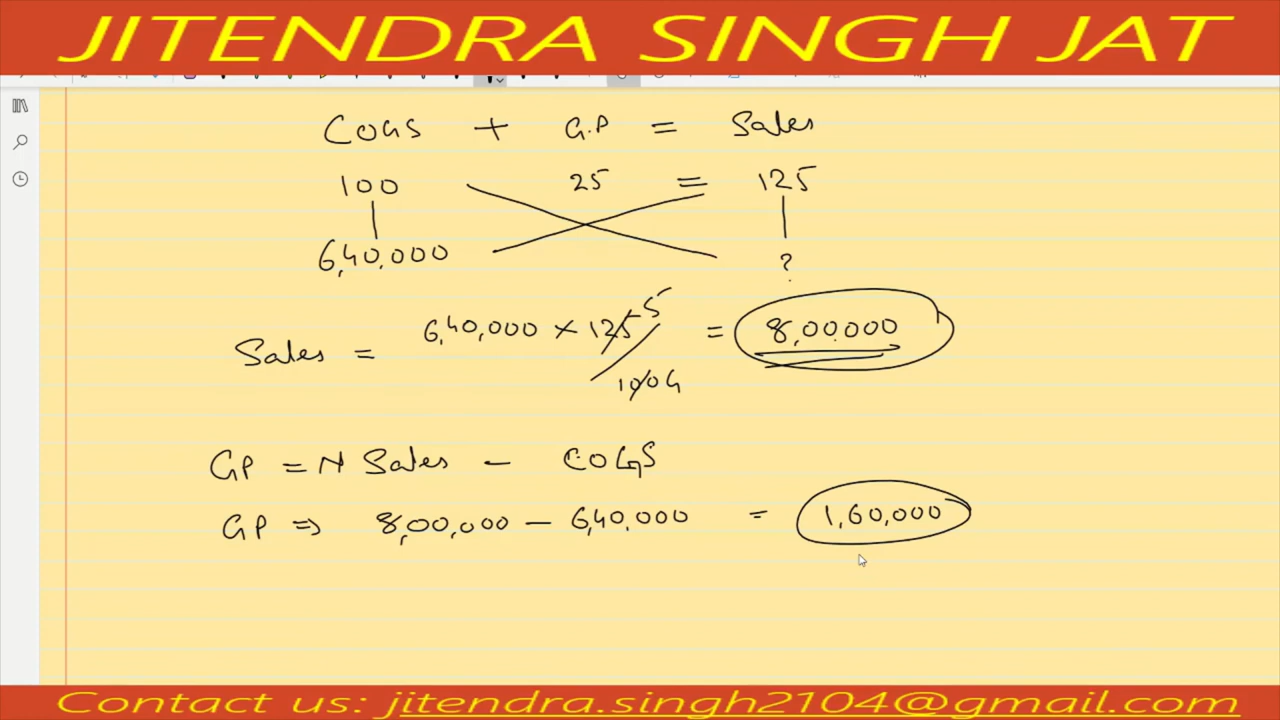 JITENDRA SINGH JAT
COGS + G.P = Sales
100 25 = 125
6,40,000 ?
Sales = 6,40,000 × 125 5 / 100 4 = 8,00,000
GP = N Sales - COGS
GP ⇒ 8,00,000 - 6,40,000 = 1,60,000
Contact us: jitendra.singh2104@gmail.com